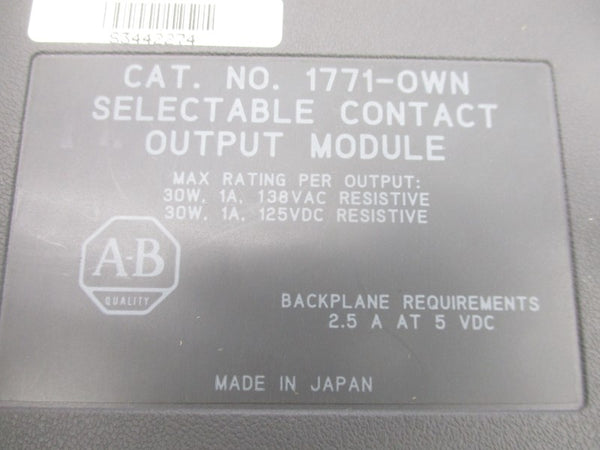 CAT. NO. 1771-OWN
SELECTABLE CONTACT
OUTPUT MODULE
MAX RATING PER OUTPUT:
30W, 1A, 138VAC RESISTIVE
30W, 1A, 125VDC RESISTIVE
A-B
QUALITY
BACKPLANE REQUIREMENTS
2.5 A AT 5 VDC
MADE IN JAPAN